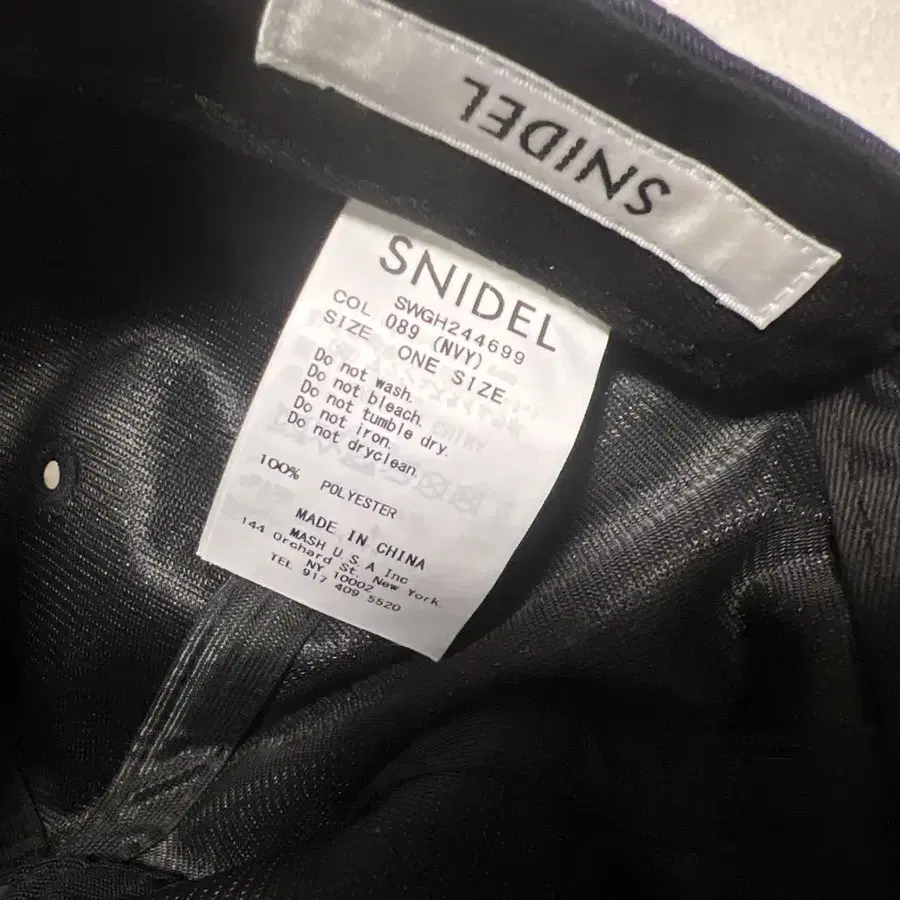 SNIDEL
SNIDEL
SWGH244699
COL 089 (NVY)
SIZE ONE SIZE
Do not wash.
Do not bleach.
Do not tumble dry.
Do not iron.
Do not dryclean.
100% POLYESTER
MADE IN CHINA
MASH U.S.A Inc
144 Orchard St. New York.
NY 10002
TEL 917 409 5520